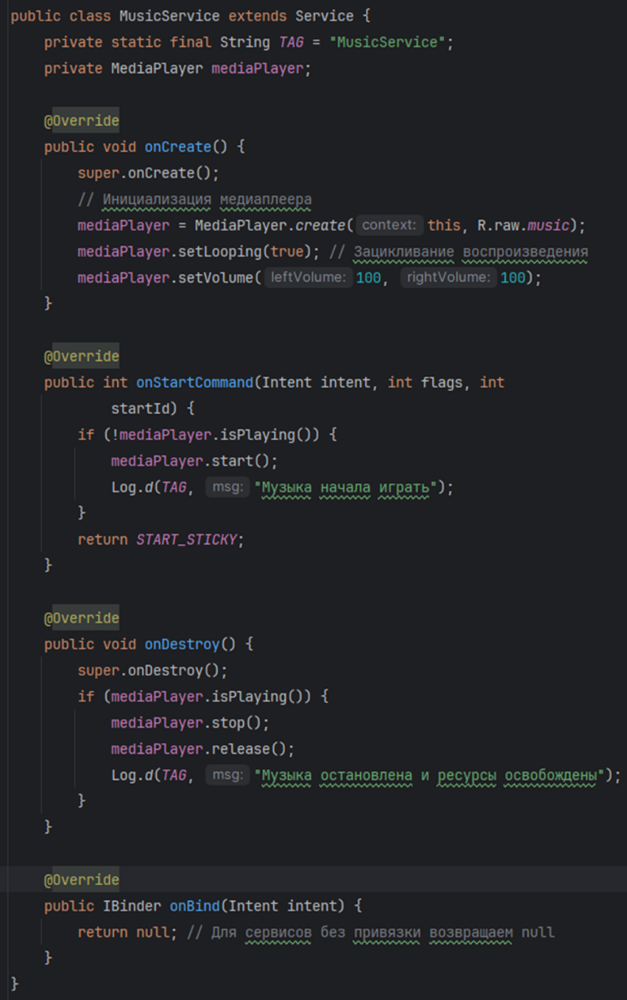 public class MusicService extends Service {
    private static final String TAG = "MusicService";
    private MediaPlayer mediaPlayer;

    @Override
    public void onCreate() {
        super.onCreate();
        // Инициализация медиаплеера
        mediaPlayer = MediaPlayer.create( context: this, R.raw.music);
        mediaPlayer.setLooping(true); // Зацикливание воспроизведения
        mediaPlayer.setVolume( leftVolume: 100, rightVolume: 100);
    }

    @Override
    public int onStartCommand(Intent intent, int flags, int
            startId) {
        if (!mediaPlayer.isPlaying()) {
            mediaPlayer.start();
            Log.d(TAG, msg: "Музыка начала играть");
        }
        return START_STICKY;
    }

    @Override
    public void onDestroy() {
        super.onDestroy();
        if (mediaPlayer.isPlaying()) {
            mediaPlayer.stop();
            mediaPlayer.release();
            Log.d(TAG, msg: "Музыка остановлена и ресурсы освобождены");
        }
    }

    @Override
    public IBinder onBind(Intent intent) {
        return null; // Для сервисов без привязки возвращаем null
    }
}